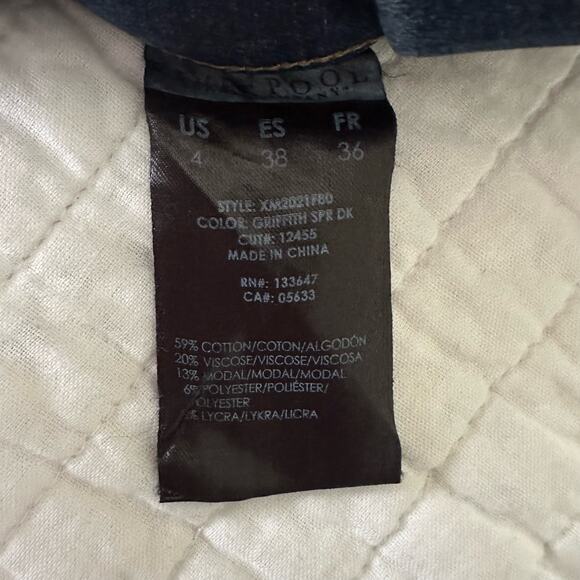 POOL
US ES FR
4 38 36
STYLE: XM2021F80
COLOR: GRIFFITH SPR DK
CUT#: 12455
MADE IN CHINA
RN#: 133647
CA#: 05633
59% COTTON/COTON/ALGODÓN
20% VISCOSE/VISCOSE/VISCOSA
13% MODAL/MODAL/MODAL
6% POLYESTER/POLIÉSTER/
POLYESTER
LYCRA/LYKRA/LICRA